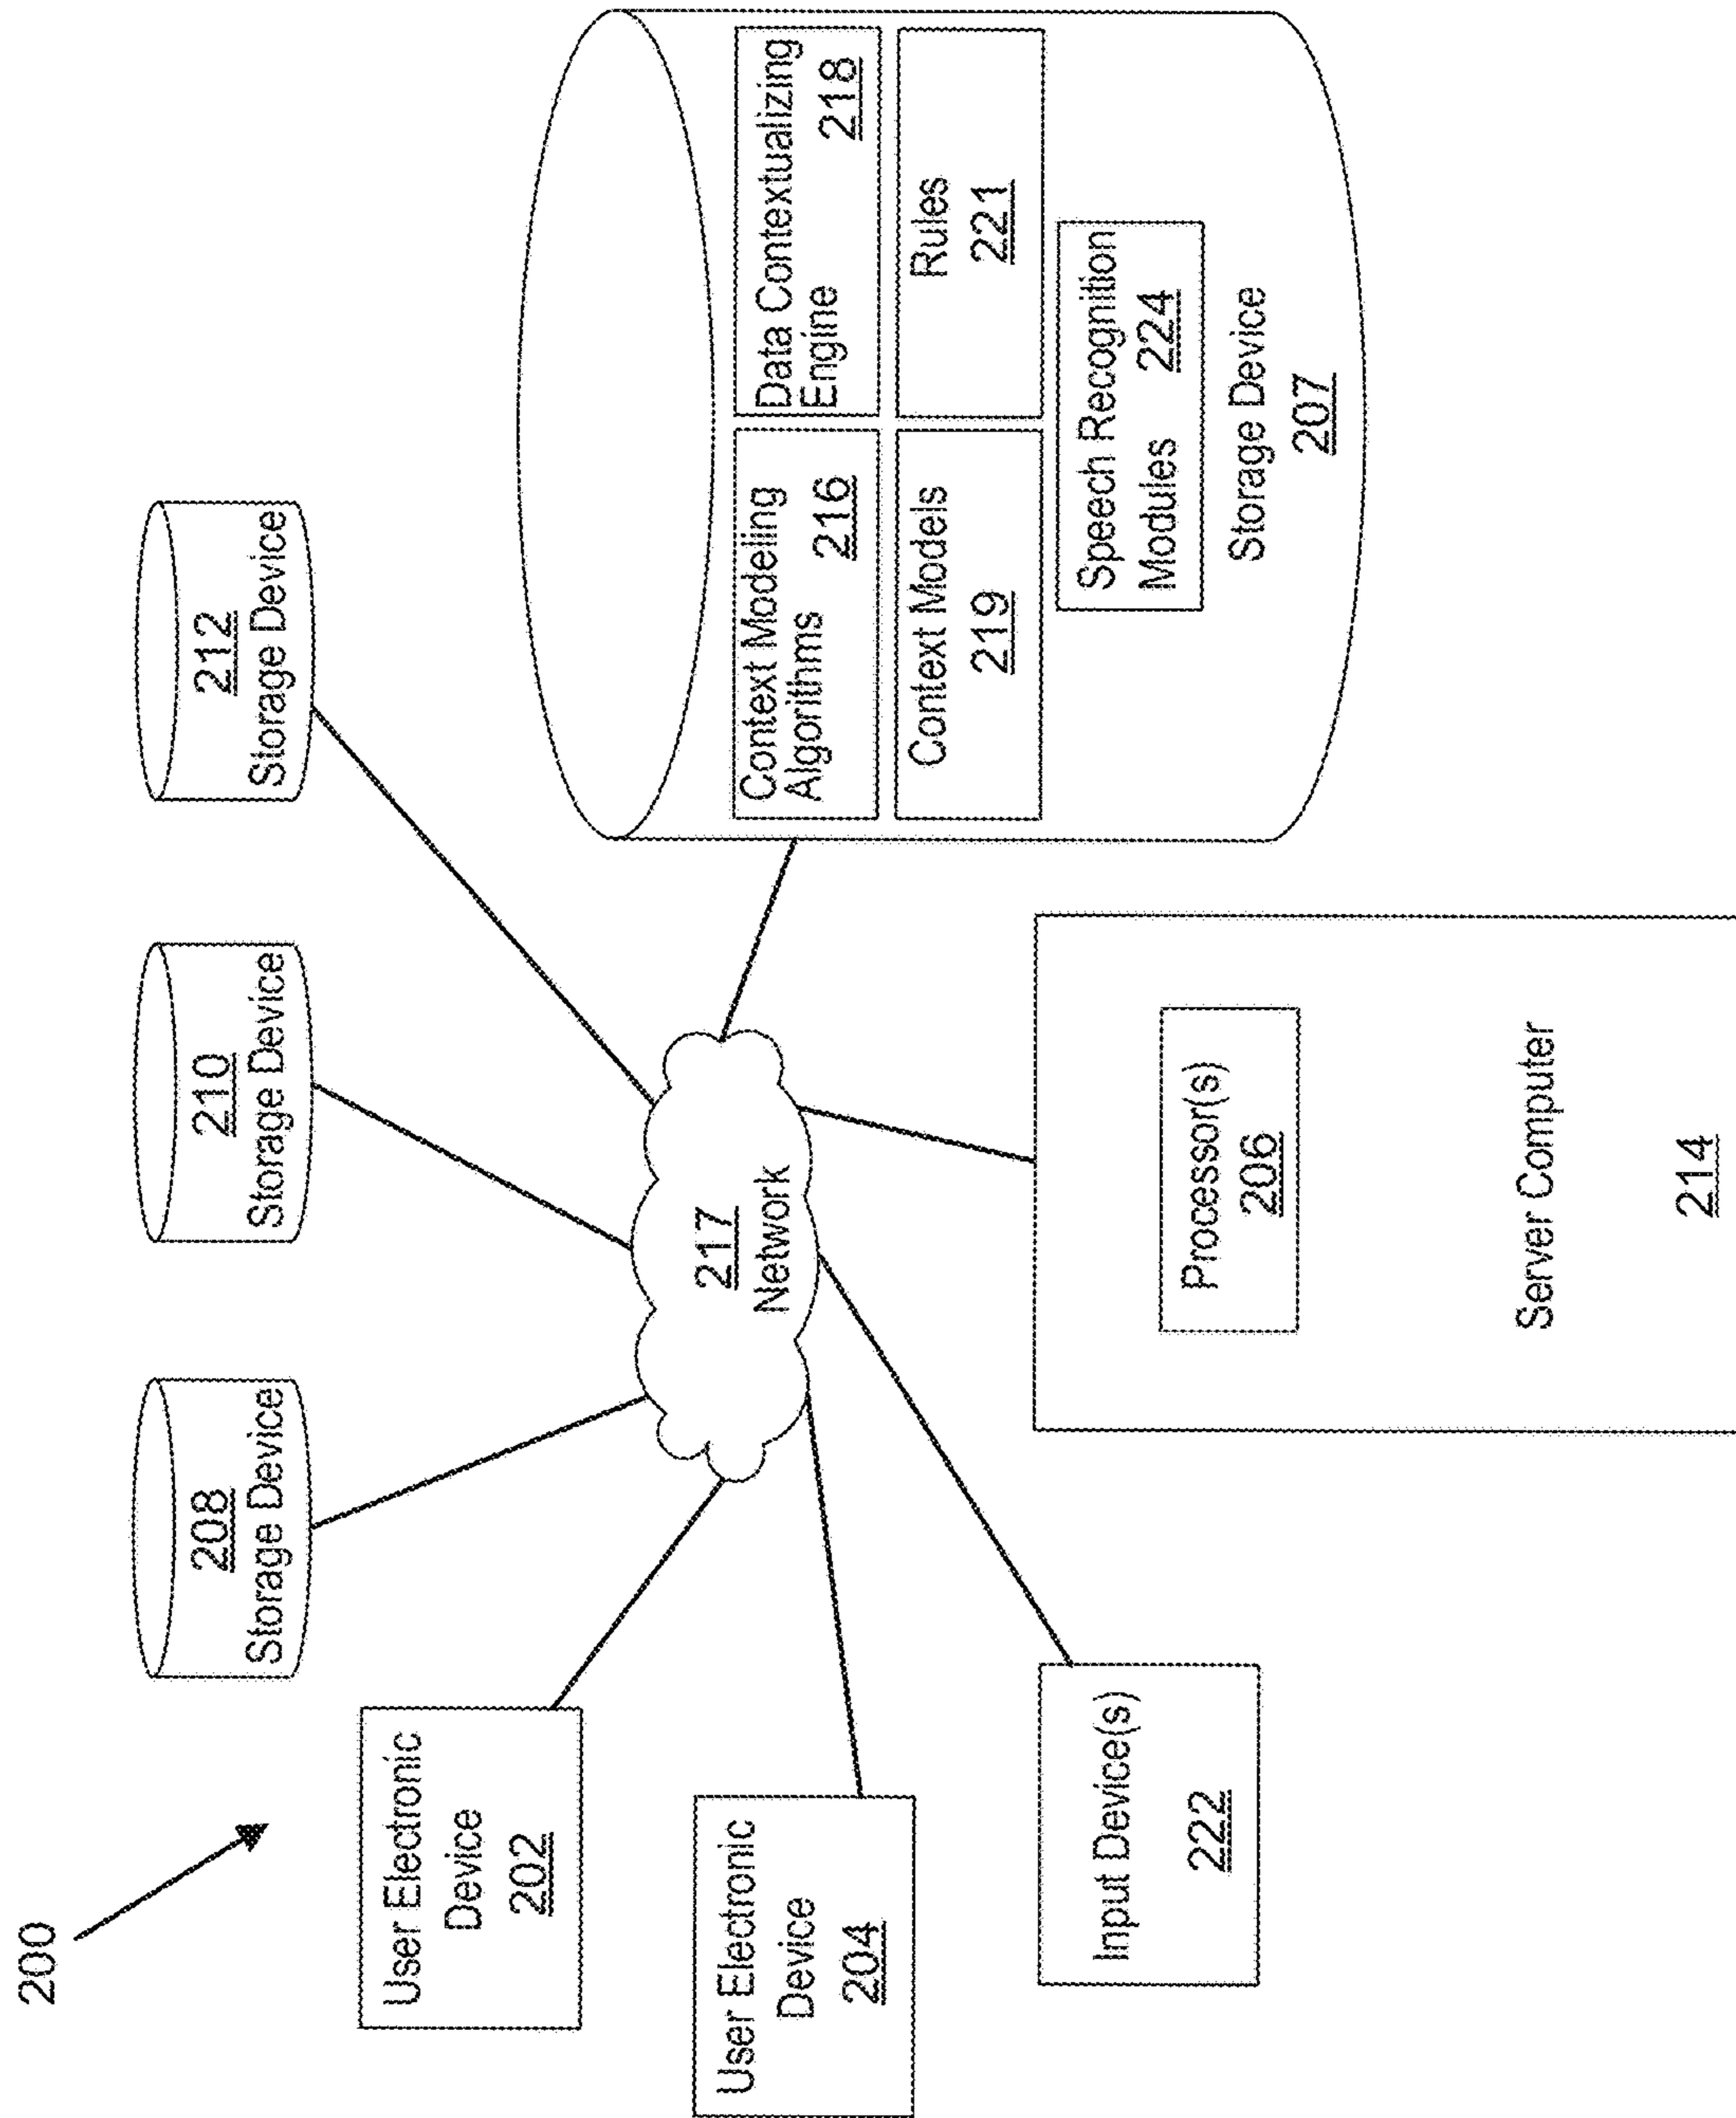 200
208
Storage Device
210
Storage Device
212
Storage Device
User Electronic
Device
202
User Electronic
Device
204
Input Device(s)
222
217
Network
Processor(s)
206
Server Computer
214
Context Modeling
Algorithms 216
Data Contextualizing
Engine 218
Context Models
219
Rules
221
Speech Recognition
Modules 224
Storage Device
207